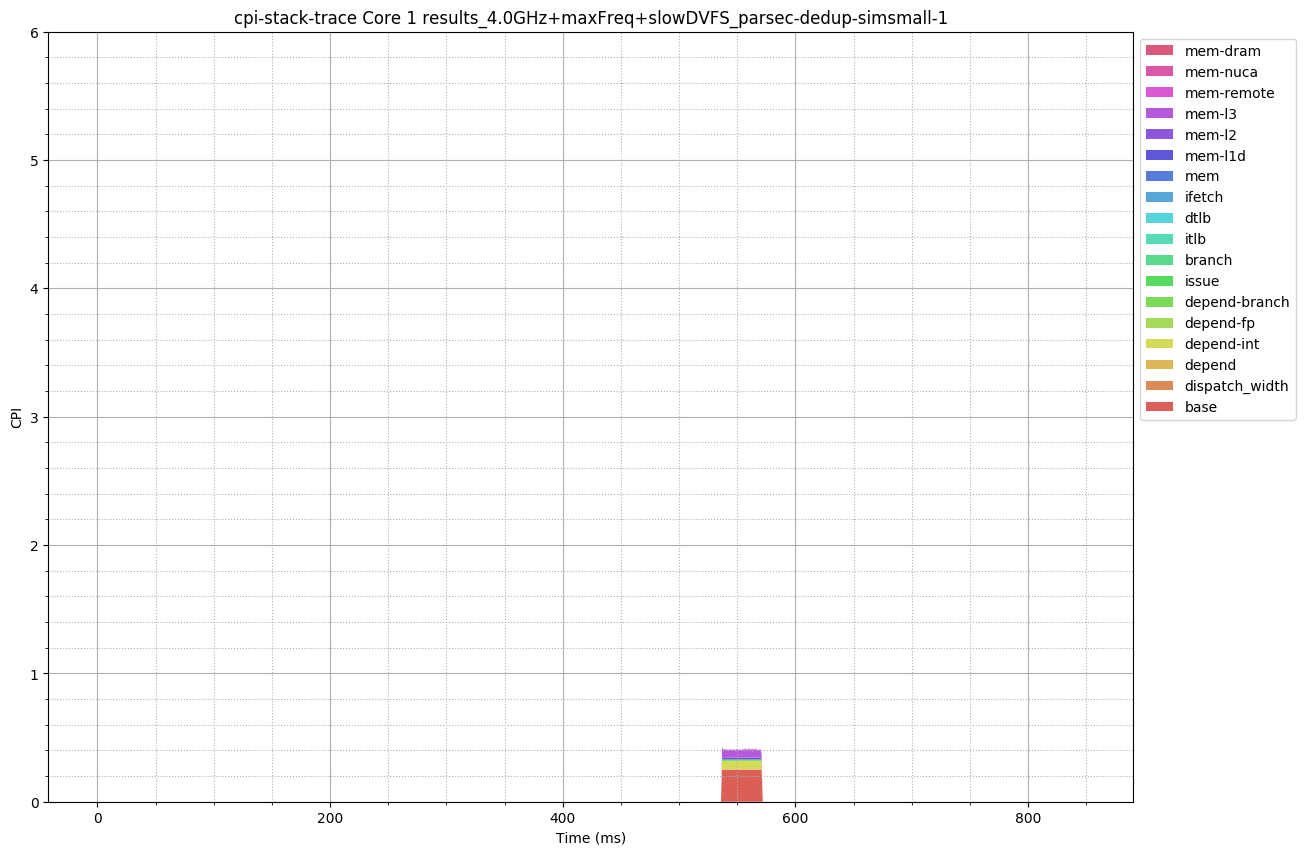 cpi-stack-trace Core 1 results_4.0GHz+maxFreq+slowDVFS_parsec-dedup-simsmall-1
6
5
4
3
2
1
0
CPI
0
200
400
600
800
Time (ms)
mem-dram
mem-nuca
mem-remote
mem-l3
mem-l2
mem-l1d
mem
ifetch
dtlb
itlb
branch
issue
depend-branch
depend-fp
depend-int
depend
dispatch_width
base